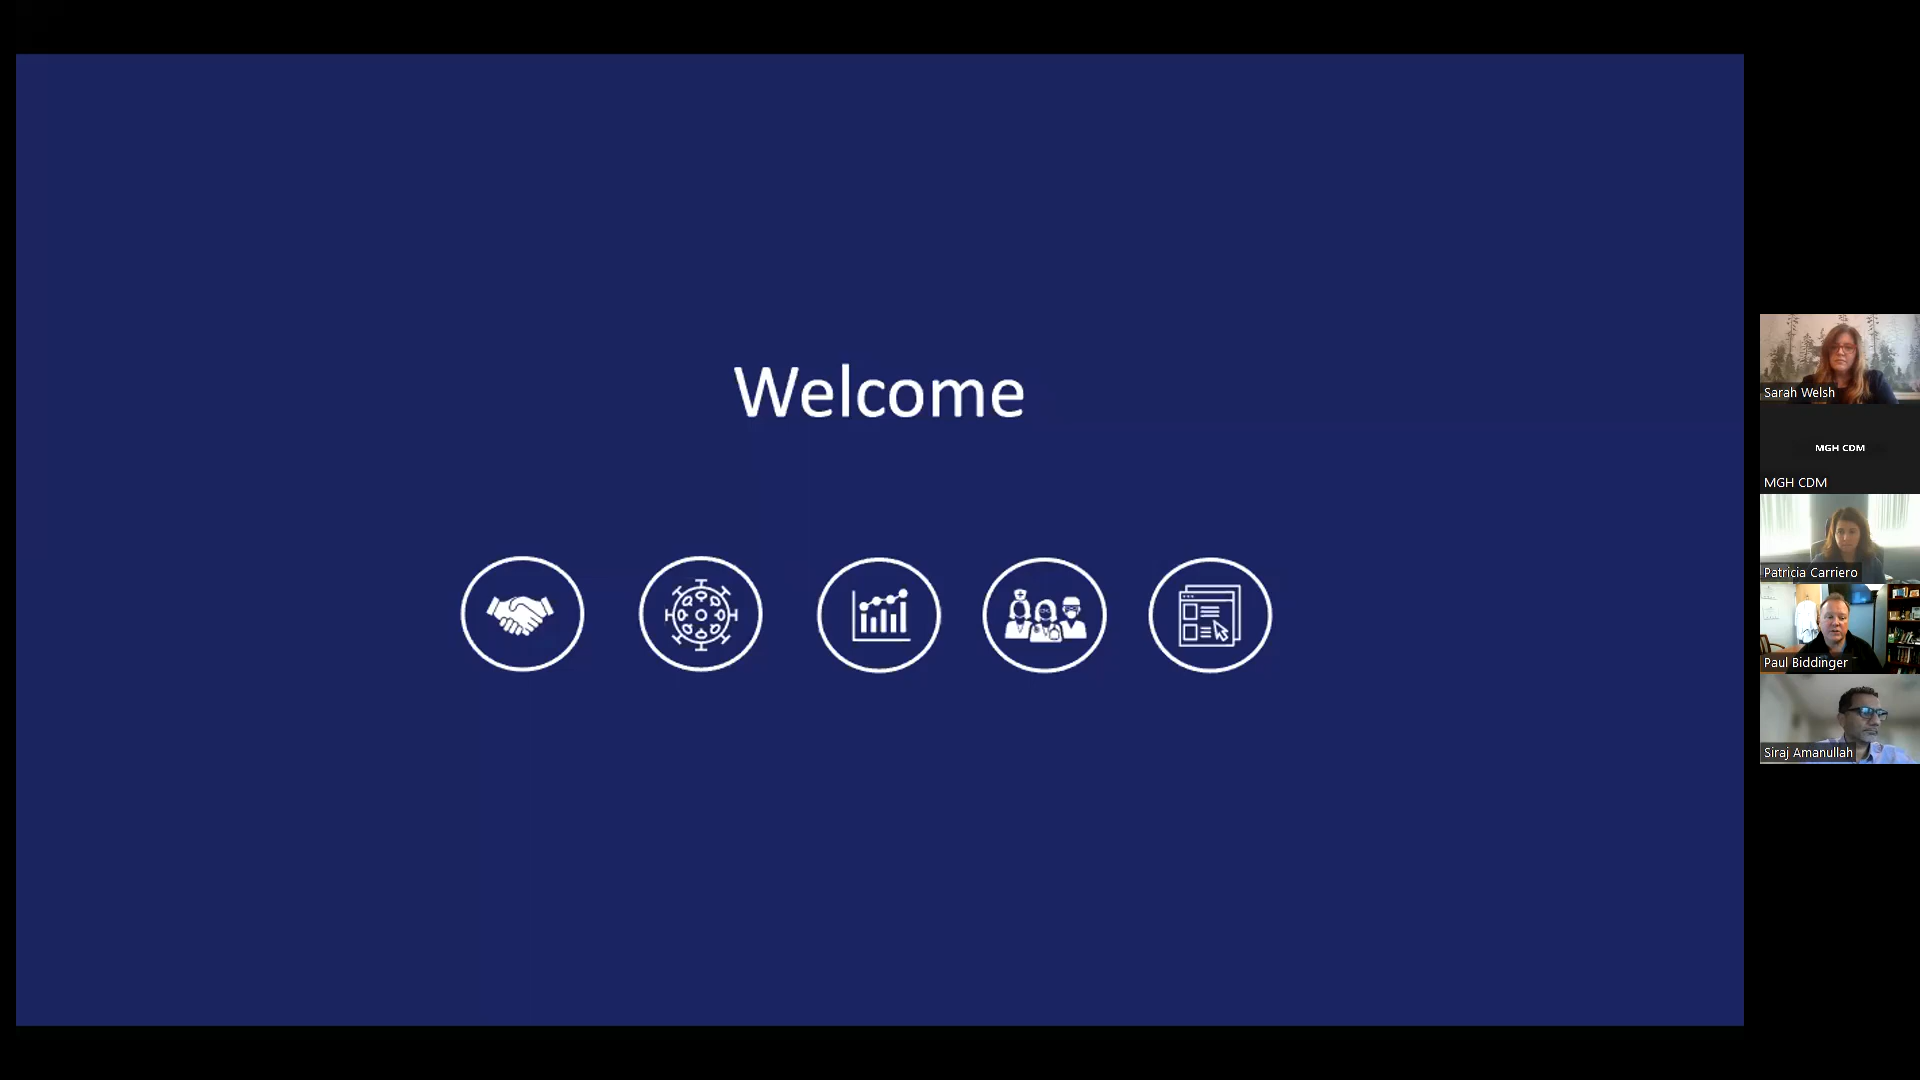 Welcome
Sarah Welsh
MGH CDM
MGH CDM
Patricia Carriero
Paul Biddinger
Siraj Amanullah